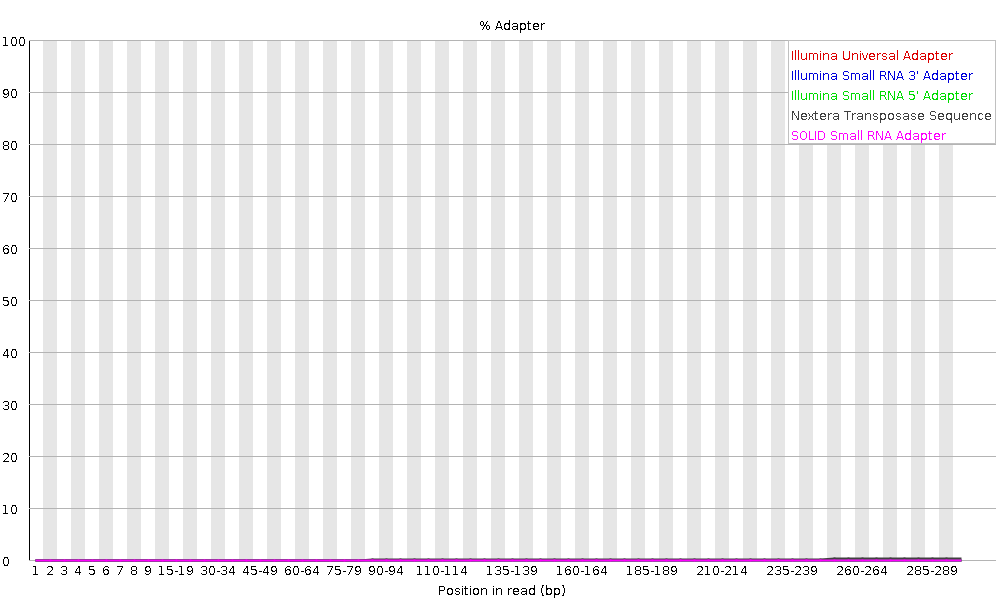 % Adapter
100
90
80
70
60
50
40
30
20
10
0
Illumina Universal Adapter
Illumina Small RNA 3' Adapter
Illumina Small RNA 5' Adapter
Nextera Transposase Sequence
SOLID Small RNA Adapter
1 2 3 4 5 6 7 8 9 15-19 30-34 45-49 60-64 75-79 90-94 110-114 135-139 160-164 185-189 210-214 235-239 260-264 285-289
Position in read (bp)